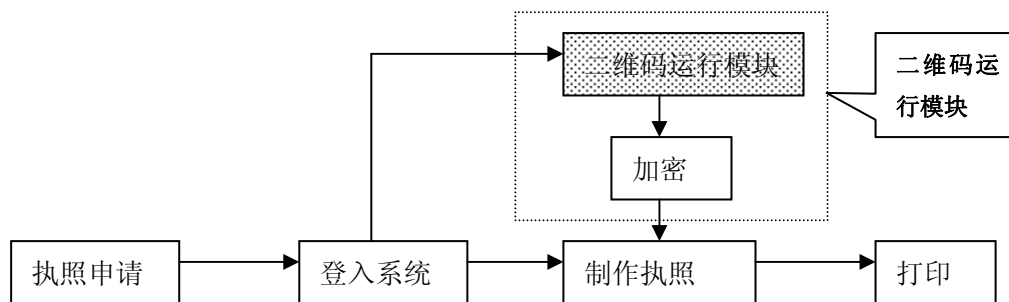 二维码运行模块
二维码运
行模块
加密
执照申请
登入系统
制作执照
打印